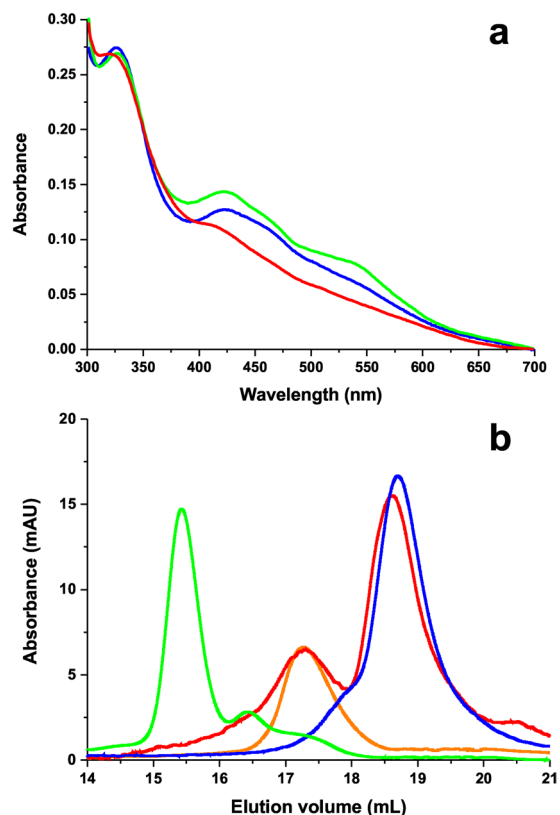 a
0.30
0.25
0.20
0.15
0.10
0.05
0.00
Absorbance
300 350 400 450 500 550 600 650 700
Wavelength (nm)
b
20
15
10
5
0
Absorbance (mAU)
14 15 16 17 18 19 20 21
Elution volume (mL)